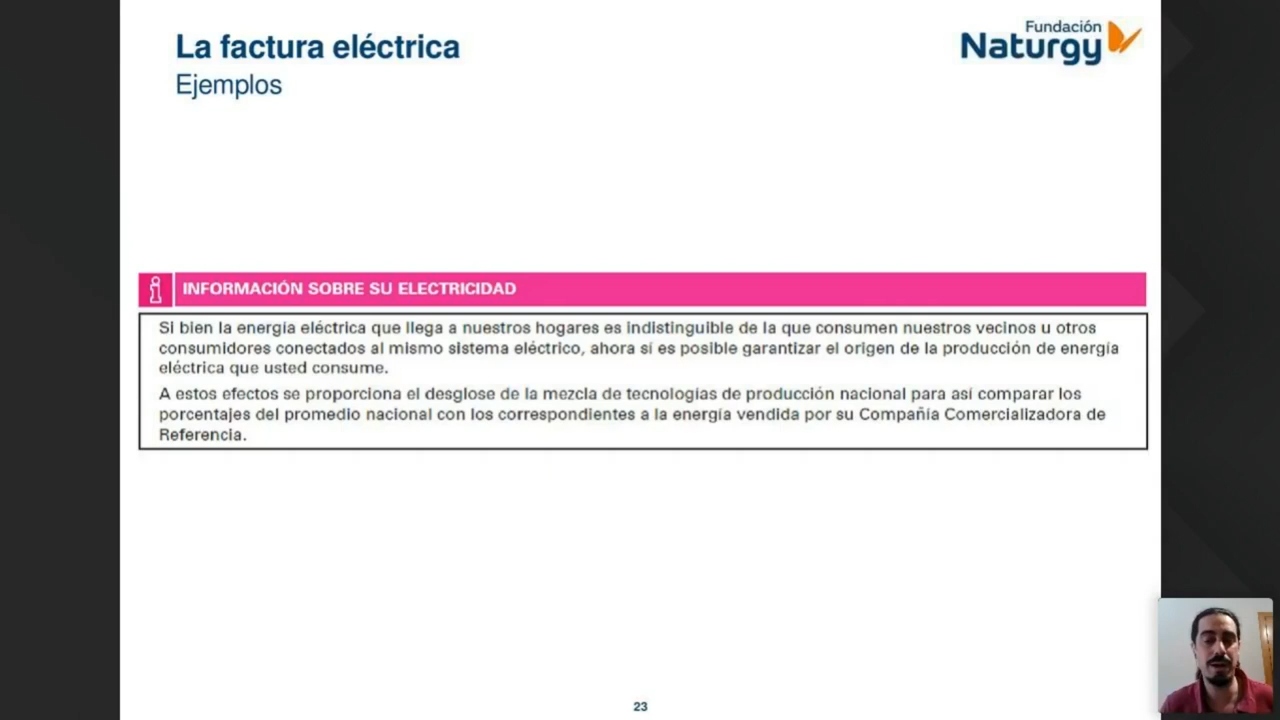 La factura eléctrica
Ejemplos
Fundación
Naturgy
i INFORMACIÓN SOBRE SU ELECTRICIDAD
Si bien la energía eléctrica que llega a nuestros hogares es indistinguible de la que consumen nuestros vecinos u otros
consumidores conectados al mismo sistema eléctrico, ahora sí es posible garantizar el origen de la producción de energía
eléctrica que usted consume.
A estos efectos se proporciona el desglose de la mezcla de tecnologías de producción nacional para así comparar los
porcentajes del promedio nacional con los correspondientes a la energía vendida por su Compañía Comercializadora de
Referencia.
23